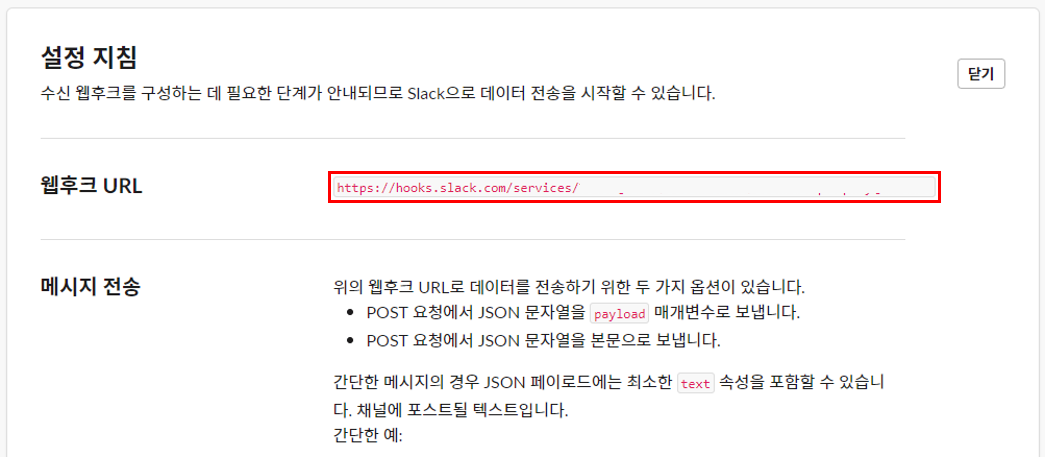 설정 지침
닫기
수신 웹후크를 구성하는 데 필요한 단계가 안내되므로 Slack으로 데이터 전송을 시작할 수 있습니다.
웹후크 URL
https://hooks.slack.com/services/
메시지 전송
위의 웹후크 URL로 데이터를 전송하기 위한 두 가지 옵션이 있습니다.
• POST 요청에서 JSON 문자열을 payload 매개변수로 보냅니다.
• POST 요청에서 JSON 문자열을 본문으로 보냅니다.
간단한 메시지의 경우 JSON 페이로드에는 최소한 text 속성을 포함할 수 있습니
다. 채널에 포스트될 텍스트입니다.
간단한 예: